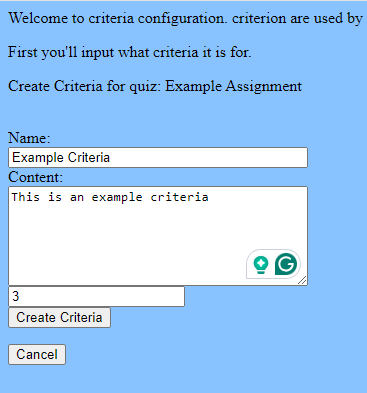 Welcome to criteria configuration. criterion are used by
First you'll input what criteria it is for.
Create Criteria for quiz: Example Assignment
Name:
Example Criteria
Content:
This is an example criteria
3
Create Criteria
Cancel